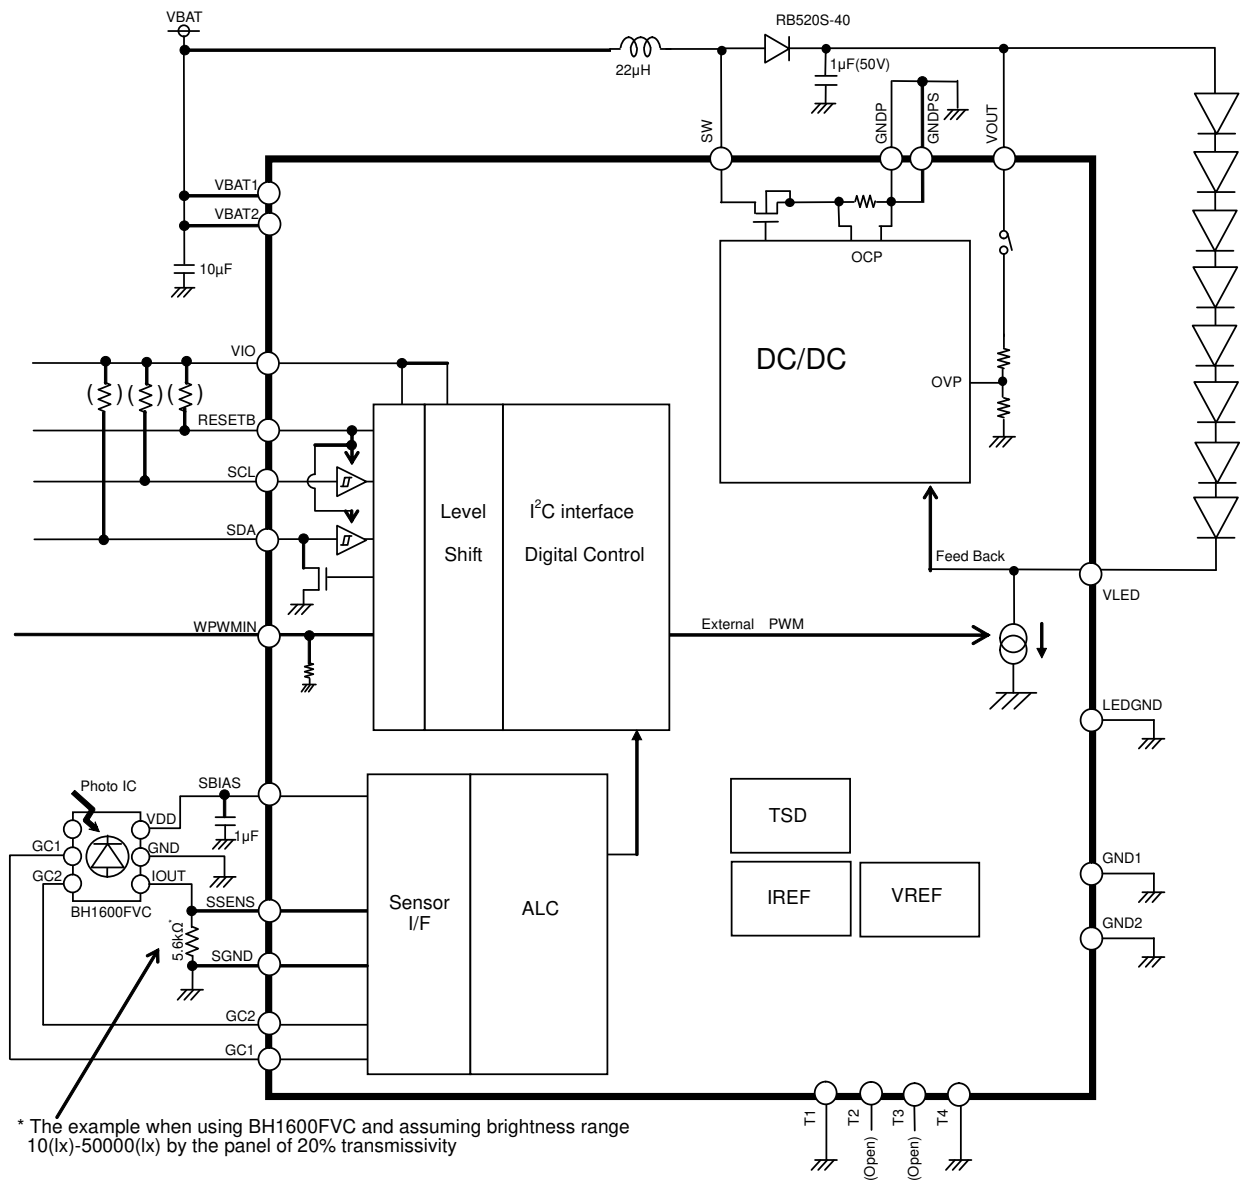 VBAT
RB520S-40
22µH
1µF(50V)
SW
GNDP
GNDPS
VOUT
VBAT1
VBAT2
10µF
OCP
DC/DC
OVP
VIO
( ) ( ) ( )
RESETB
SCL
SDA
Level
Shift
I²C interface
Digital Control
Feed Back
VLED
WPWMIN
External PWM
LEDGND
Photo IC
SBIAS
VDD
1µF
GC1
GND
GC2
IOUT
BH1600FVC
SSENS
5.6kΩ*
SGND
Sensor
I/F
ALC
TSD
IREF
VREF
GND1
GND2
GC2
GC1
T1
T2
T3
T4
(Open)
(Open)
* The example when using BH1600FVC and assuming brightness range
10(lx)-50000(lx) by the panel of 20% transmissivity